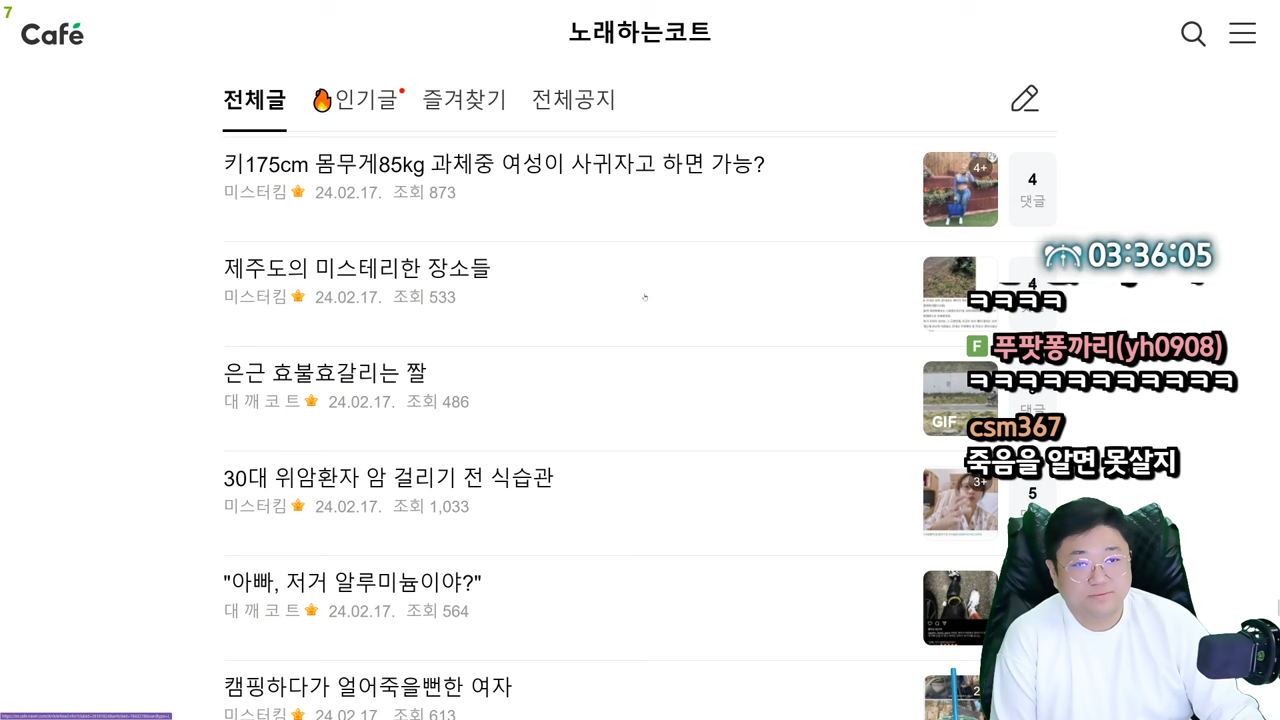 7
Café
노래하는코트
전체글
🔥인기글
즐겨찾기
전체공지
키175cm 몸무게85kg 과체중 여성이 사귀자고 하면 가능?
미스터킴 24.02.17. 조회 873
4+
4
댓글
제주도의 미스테리한 장소들
미스터킴 24.02.17. 조회 533
4
03:36:05
ㅋㅋㅋㅋ
F 푸팟퐁까리(yh0908)
ㅋㅋㅋㅋㅋㅋㅋㅋㅋㅋㅋ
은근 효불효갈리는 짤
대 깨 코 트 24.02.17. 조회 486
GIF
댓글
csm367
죽음을 알면 못살지
30대 위암환자 암 걸리기 전 식습관
미스터킴 24.02.17. 조회 1,033
3+
5
"아빠, 저거 알루미늄이야?"
대 깨 코 트 24.02.17. 조회 564
캠핑하다가 얼어죽을뻔한 여자
미스터킴 24.02.17. 조회 613
2